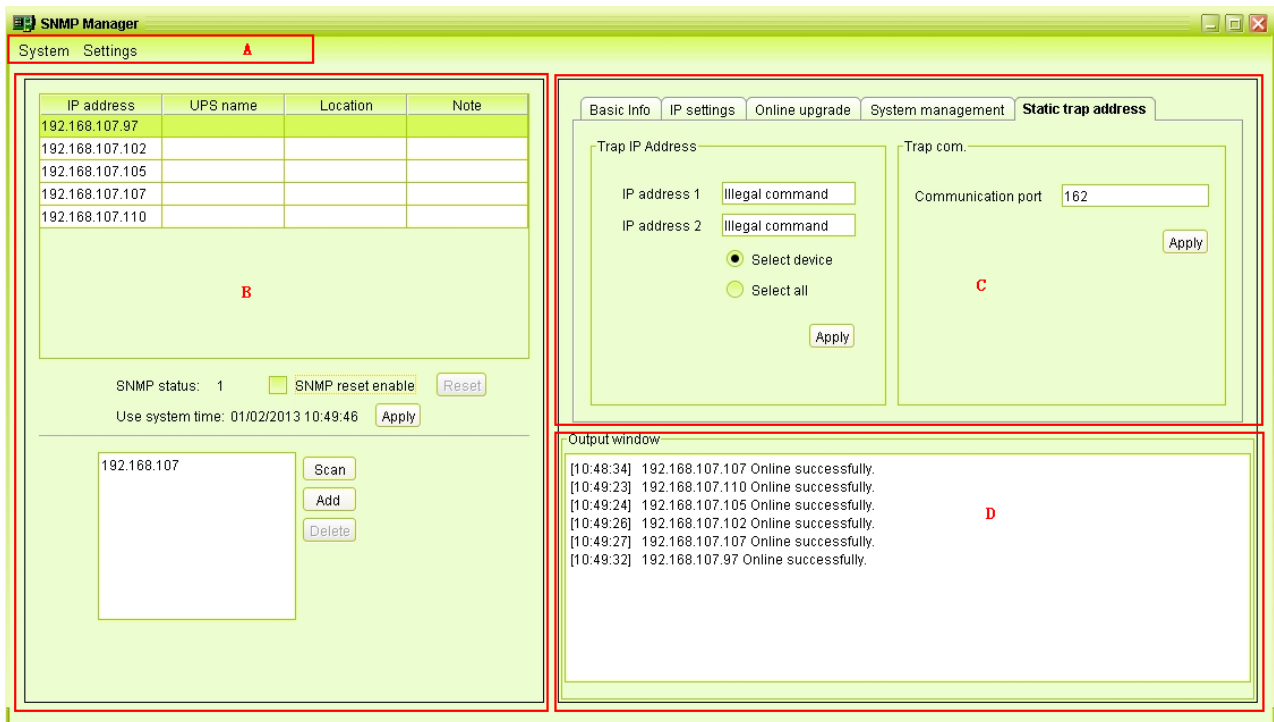 SNMP Manager
System Settings A
IP address UPS name Location Note
192.168.107.97
192.168.107.102
192.168.107.105
192.168.107.107
192.168.107.110
B
SNMP status: 1 SNMP reset enable Reset
Use system time: 01/02/2013 10:49:46 Apply
192.168.107
Scan
Add
Delete
Basic Info IP settings Online upgrade System management Static trap address
Trap IP Address
IP address 1 Illegal command
IP address 2 Illegal command
Select device
Select all
Apply
Trap com.
Communication port 162
Apply
C
Output window
[10:48:34] 192.168.107.107 Online successfully.
[10:49:23] 192.168.107.110 Online successfully.
[10:49:24] 192.168.107.105 Online successfully.
[10:49:26] 192.168.107.102 Online successfully.
[10:49:27] 192.168.107.107 Online successfully.
[10:49:32] 192.168.107.97 Online successfully.
D